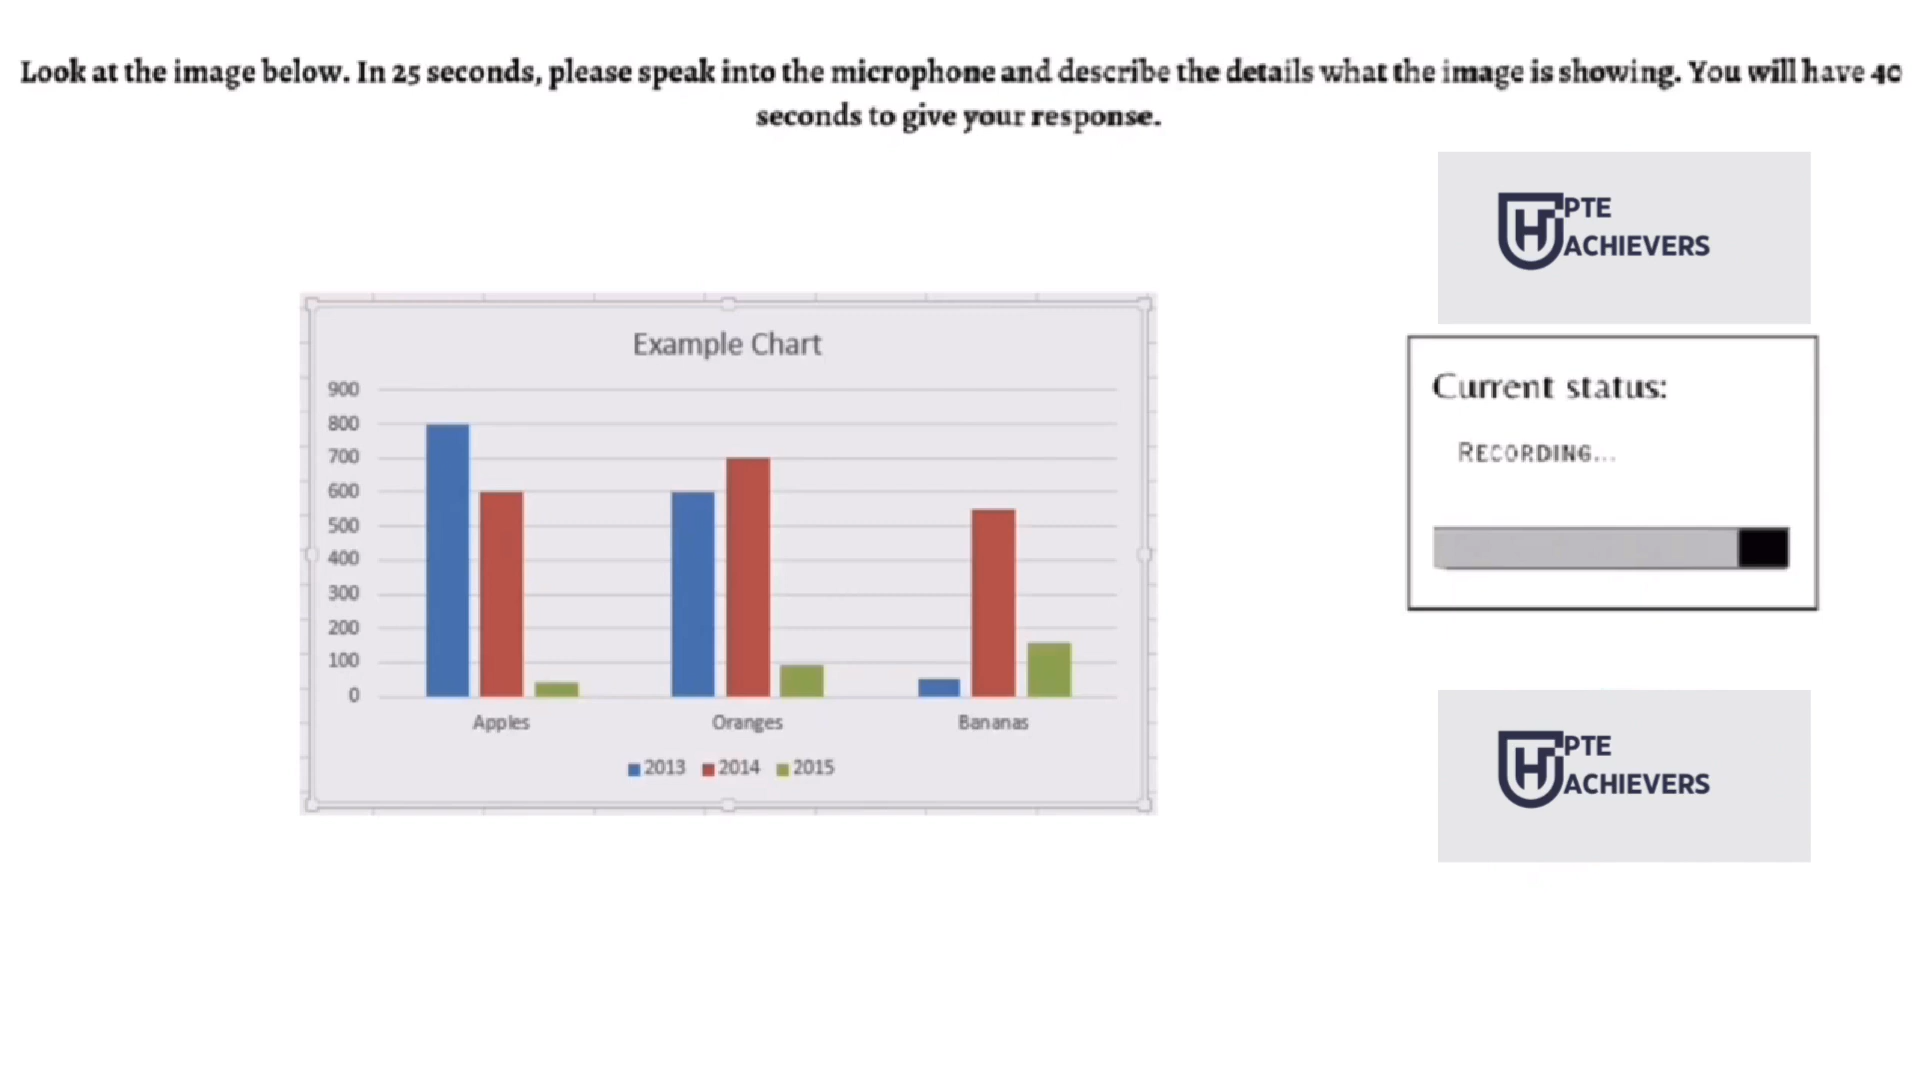 Look at the image below. In 25 seconds, please speak into the microphone and describe the details what the image is showing. You will have 40
seconds to give your response.
PTE
ACHIEVERS
Example Chart
900
800
700
600
500
400
300
200
100
0
Apples Oranges Bananas
2013 2014 2015
Current status:
RECORDING...
PTE
ACHIEVERS